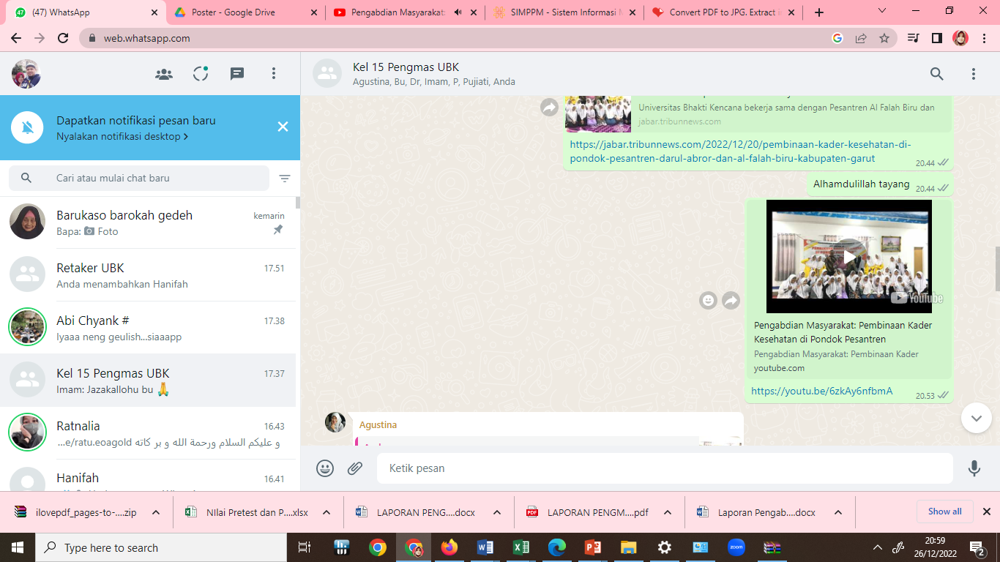 (47) WhatsApp
Poster - Google Drive
Pengabdian Masyarakat:
SIMPPM - Sistem Informasi M
Convert PDF to JPG. Extract i
web.whatsapp.com
Dapatkan notifikasi pesan baru
Nyalakan notifikasi desktop >
Cari atau mulai chat baru
Barukaso barokah gedeh
kemarin
Bapa: Foto
Retaker UBK
17.51
Anda menambahkan Hanifah
Abi Chyank #
17.38
Iyaaa neng geulish...siaaapp
Kel 15 Pengmas UBK
17.37
Imam: Jazakallohu bu 🙏
Ratnalia
16.43
و عليكم السلام ورحمة الله و بر كاته e/ratu.eoagold...
Hanifah
16.41
Kel 15 Pengmas UBK
Agustina, Bu, Dr, Imam, P, Pujiati, Anda
Universitas Bhakti Kencana bekerja sama dengan Pesantren Al Falah Biru dan
jabar.tribunnews.com
https://jabar.tribunnews.com/2022/12/20/pembinaan-kader-kesehatan-di-
pondok-pesantren-darul-abror-dan-al-falah-biru-kabupaten-garut
20.44
Alhamdulillah tayang
20.44
YouTube
Pengabdian Masyarakat: Pembinaan Kader
Kesehatan di Pondok Pesantren
Pengabdian Masyarakat: Pembinaan Kader
youtube.com
https://youtu.be/6zkAy6nfbmA
20.53
Agustina
Ketik pesan
ilovepdf_pages-to-....zip
NIlai Pretest dan P....xlsx
LAPORAN PENG....docx
LAPORAN PENGM....pdf
Laporan Pengab....docx
Show all
Type here to search
zoom
20:59
26/12/2022
2